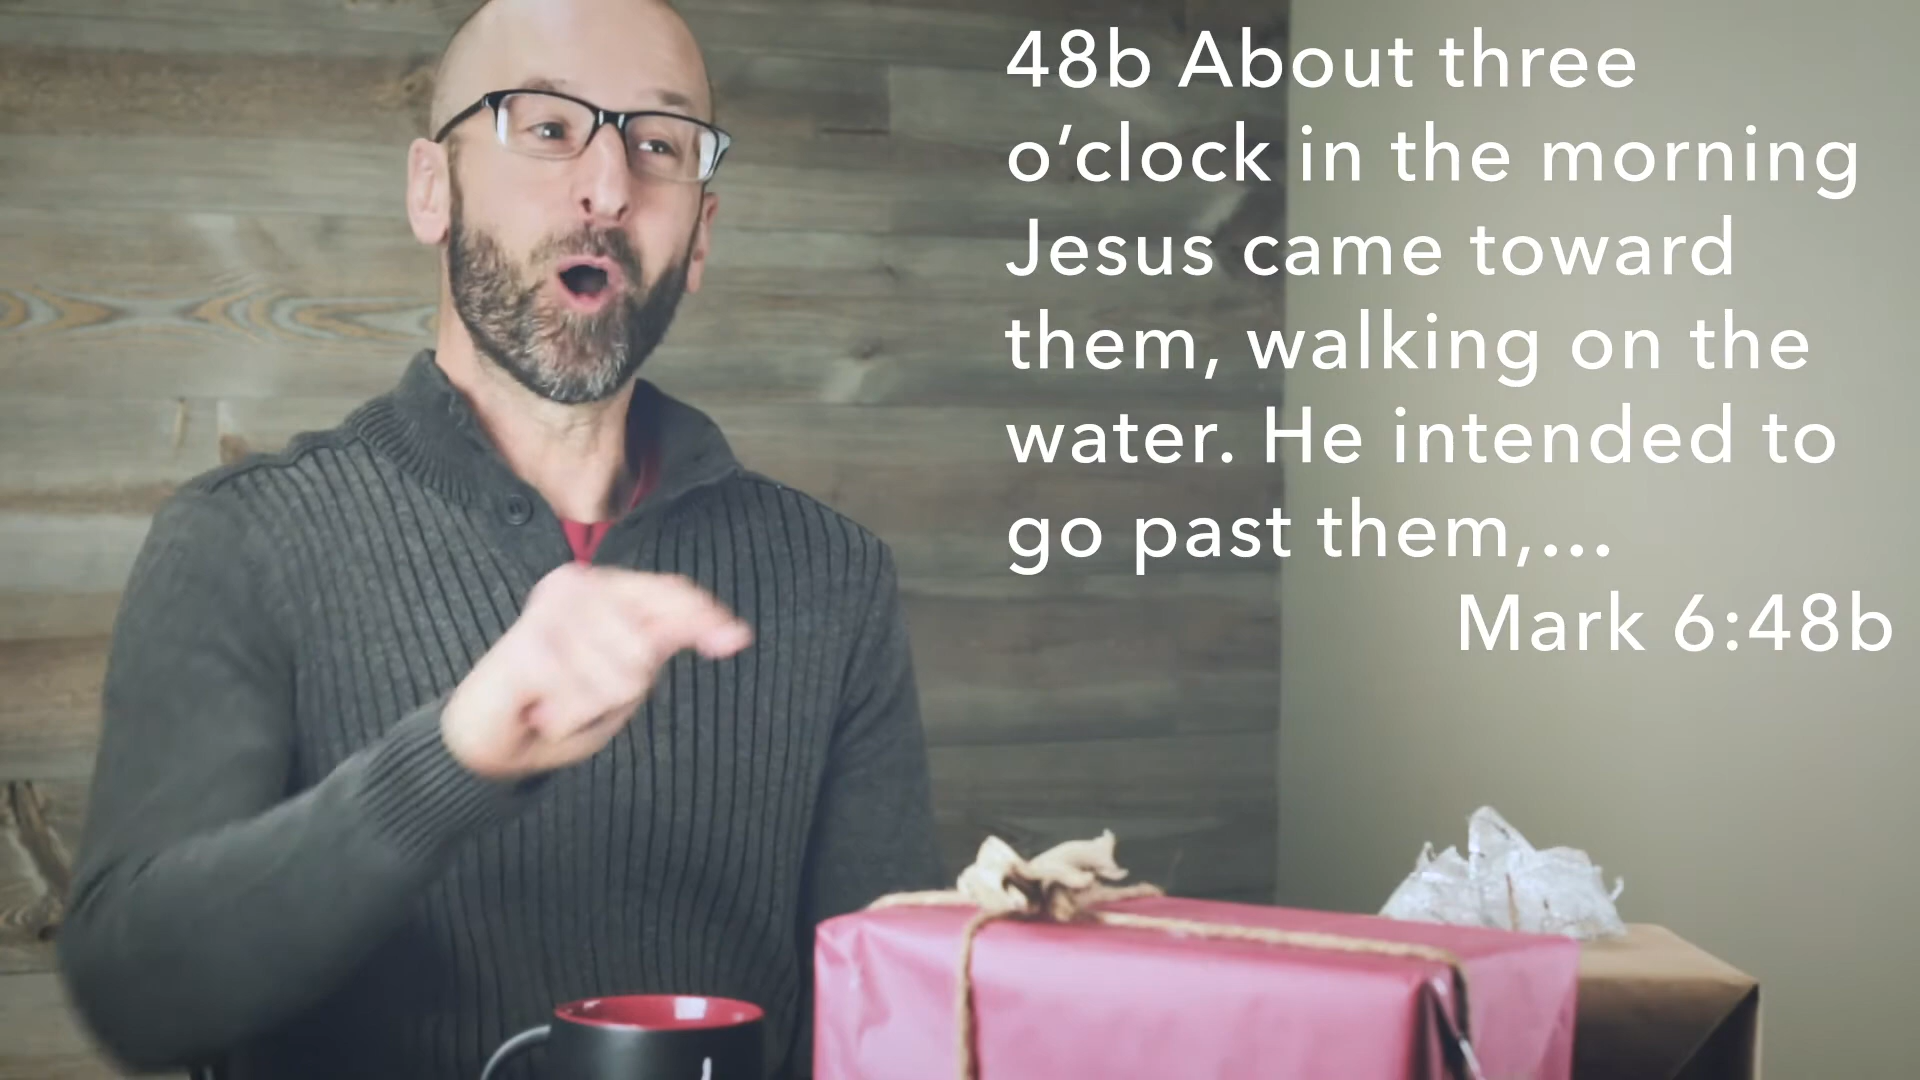 48b About three
o’clock in the morning
Jesus came toward
them, walking on the
water. He intended to
go past them,...
Mark 6:48b